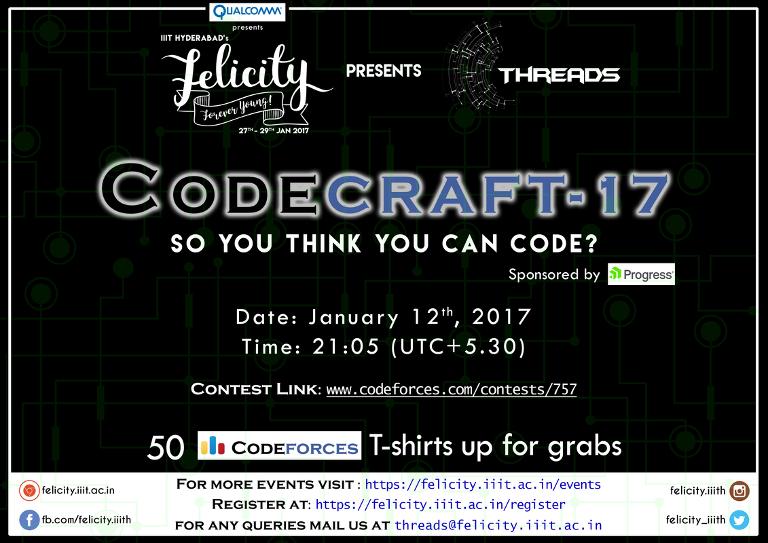 QUALCOMM
presents
IIIT HYDERABAD's
Felicity
Forever Young!
27TH - 29TH JAN 2017
PRESENTS
THREADS
CODECRAFT-17
SO YOU THINK YOU CAN CODE?
Sponsored by Progress
Date: January 12th, 2017
Time: 21:05 (UTC+5.30)
CONTEST LINK: www.codeforces.com/contests/757
50 CODEFORCES T-shirts up for grabs
felicity.iiit.ac.in
fb.com/felicity.iiith
FOR MORE EVENTS VISIT : https://felicity.iiit.ac.in/events
REGISTER AT: https://felicity.iiit.ac.in/register
FOR ANY QUERIES MAIL US AT threads@felicity.iiit.ac.in
felicity.iiith
felicity_iiith